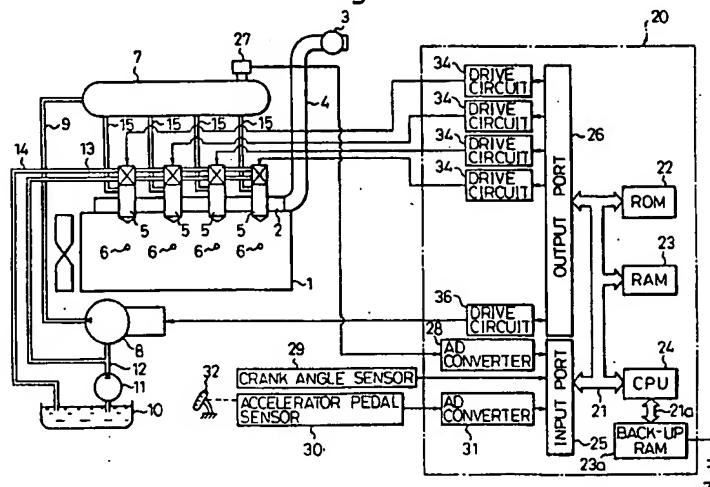 20
27
3
7
34
DRIVE CIRCUIT
4
34
DRIVE CIRCUIT
26
9
15
15
15
15
34
DRIVE CIRCUIT
22
14
13
34
DRIVE CIRCUIT
OUTPUT PORT
ROM
23
5
5
5
5
2
RAM
6
6
6
6
1
36
DRIVE CIRCUIT
24
8
28
AD CONVERTER
CPU
12
29
CRANK ANGLE SENSOR
INPUT PORT
21
21a
11
32
10
ACCELERATOR PEDAL SENSOR
AD CONVERTER
BACK-UP RAM
30
31
25
23a